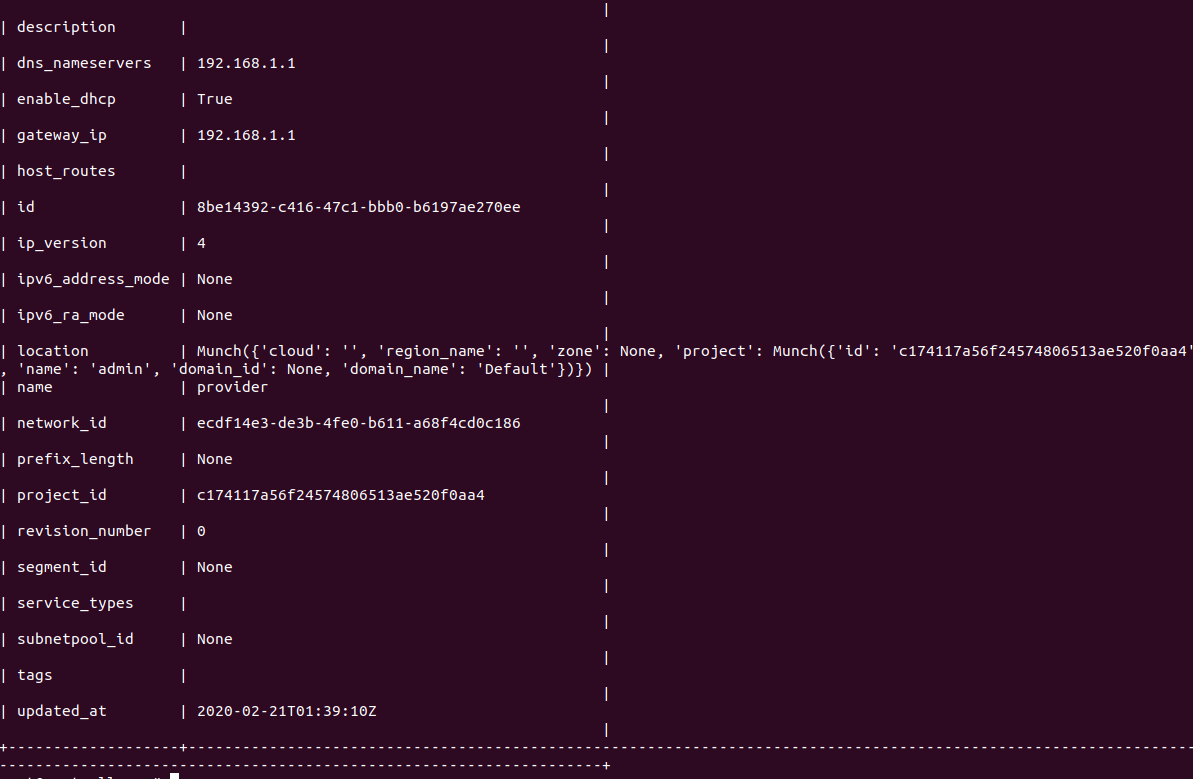 |
| description       |
|
| dns_nameservers   | 192.168.1.1
|
| enable_dhcp       | True
|
| gateway_ip        | 192.168.1.1
|
| host_routes       |
|
| id                | 8be14392-c416-47c1-bbb0-b6197ae270ee
|
| ip_version        | 4
|
| ipv6_address_mode | None
|
| ipv6_ra_mode      | None
|
| location          | Munch({'cloud': '', 'region_name': '', 'zone': None, 'project': Munch({'id': 'c174117a56f24574806513ae520f0aa4'
, 'name': 'admin', 'domain_id': None, 'domain_name': 'Default'})}) |
| name              | provider
|
| network_id        | ecdf14e3-de3b-4fe0-b611-a68f4cd0c186
|
| prefix_length     | None
|
| project_id        | c174117a56f24574806513ae520f0aa4
|
| revision_number   | 0
|
| segment_id        | None
|
| service_types     |
|
| subnetpool_id     | None
|
| tags              |
|
| updated_at        | 2020-02-21T01:39:10Z
|
+-------------------+----------------------------------------------------------------------------------------------------------------
-------------------------------------------------------------------+